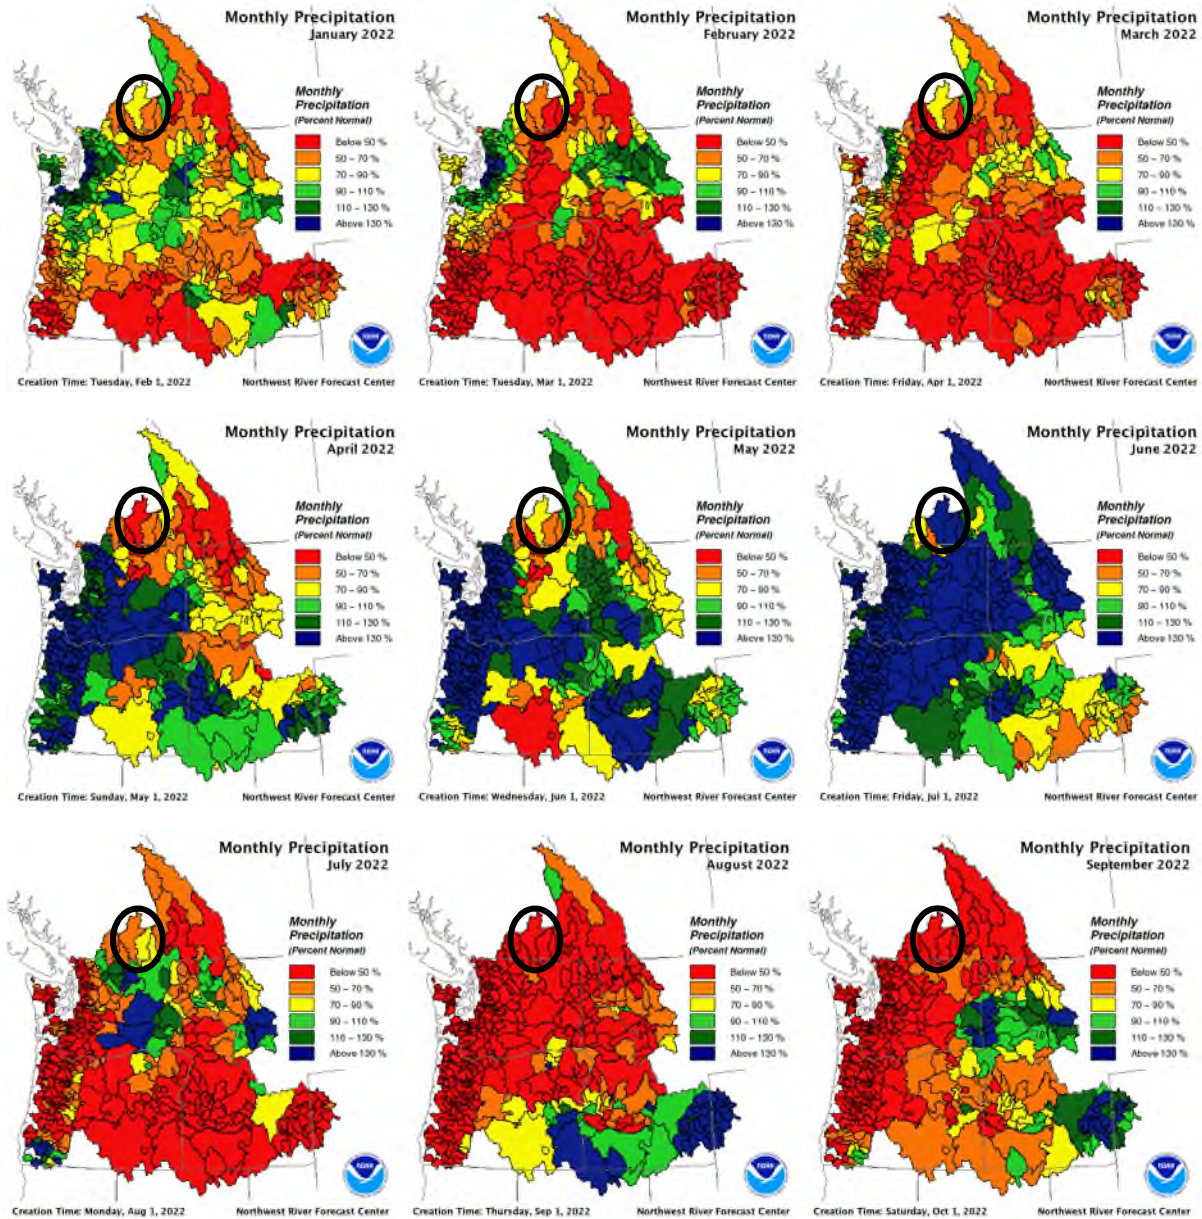 Monthly Precipitation
January 2022
Monthly
Precipitation
(Percent Normal)
Below 50 %
50 - 70 %
70 - 90 %
90 - 110 %
110 - 130 %
Above 130 %
Creation Time: Tuesday, Feb 1, 2022
Northwest River Forecast Center
Monthly Precipitation
February 2022
Monthly
Precipitation
(Percent Normal)
Below 50 %
50 - 70 %
70 - 90 %
90 - 110 %
110 - 130 %
Above 130 %
Creation Time: Tuesday, Mar 1, 2022
Northwest River Forecast Center
Monthly Precipitation
March 2022
Monthly
Precipitation
(Percent Normal)
Below 50 %
50 - 70 %
70 - 90 %
90 - 110 %
110 - 130 %
Above 130 %
Creation Time: Friday, Apr 1, 2022
Northwest River Forecast Center
Monthly Precipitation
April 2022
Monthly
Precipitation
(Percent Normal)
Below 50 %
50 - 70 %
70 - 90 %
90 - 110 %
110 - 130 %
Above 130 %
Creation Time: Sunday, May 1, 2022
Northwest River Forecast Center
Monthly Precipitation
May 2022
Monthly
Precipitation
(Percent Normal)
Below 50 %
50 - 70 %
70 - 90 %
90 - 110 %
110 - 130 %
Above 130 %
Creation Time: Wednesday, Jun 1, 2022
Northwest River Forecast Center
Monthly Precipitation
June 2022
Monthly
Precipitation
(Percent Normal)
Below 50 %
50 - 70 %
70 - 90 %
90 - 110 %
110 - 130 %
Above 130 %
Creation Time: Friday, Jul 1, 2022
Northwest River Forecast Center
Monthly Precipitation
July 2022
Monthly
Precipitation
(Percent Normal)
Below 50 %
50 - 70 %
70 - 90 %
90 - 110 %
110 - 130 %
Above 130 %
Creation Time: Monday, Aug 1, 2022
Northwest River Forecast Center
Monthly Precipitation
August 2022
Monthly
Precipitation
(Percent Normal)
Below 50 %
50 - 70 %
70 - 90 %
90 - 110 %
110 - 130 %
Above 130 %
Creation Time: Thursday, Sep 1, 2022
Northwest River Forecast Center
Monthly Precipitation
September 2022
Monthly
Precipitation
(Percent Normal)
Below 50 %
50 - 70 %
70 - 90 %
90 - 110 %
110 - 130 %
Above 130 %
Creation Time: Saturday, Oct 1, 2022
Northwest River Forecast Center